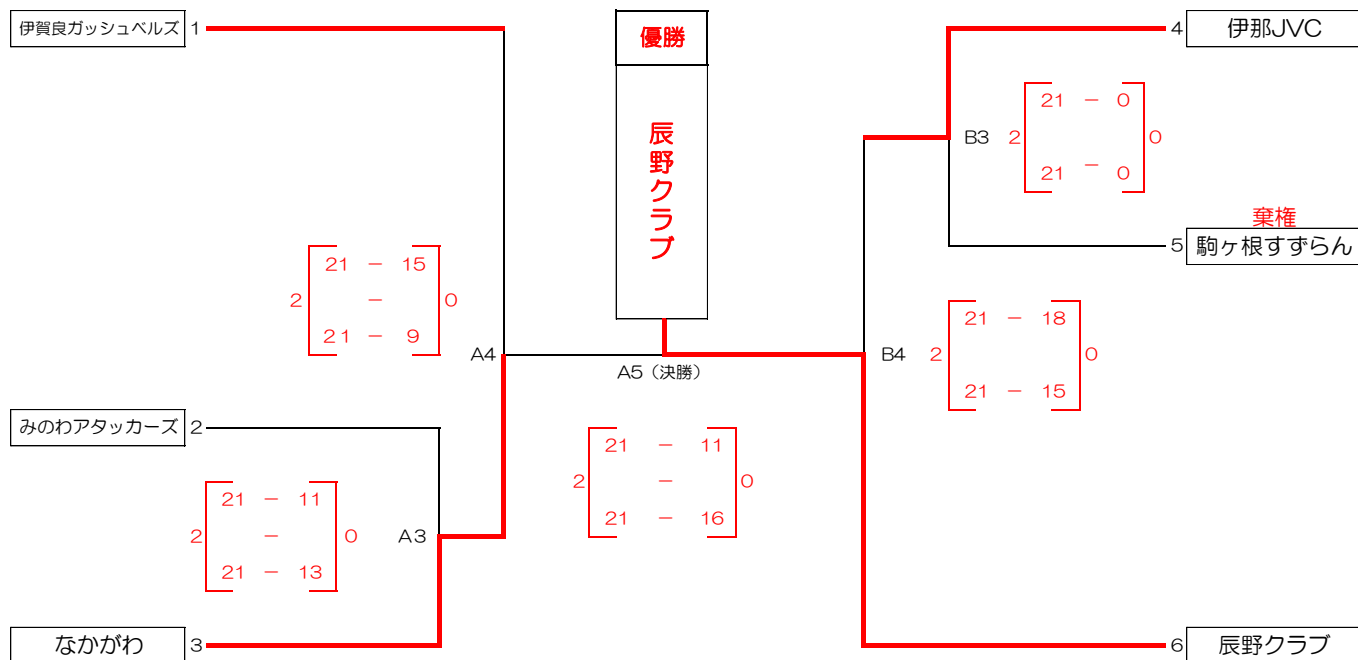 伊賀良ガッシュベルズ 1
優勝
辰野クラブ
4 伊那JVC
21 - 0
B3 2 0
21 - 0
棄権
5 駒ヶ根すずらん
21 - 15
2 - 0
21 - 9
A4
A5(決勝)
21 - 18
B4 2 0
21 - 15
みのわアタッカーズ 2
21 - 11
2 - 0
21 - 16
21 - 11
2 - 0 A3
21 - 13
なかがわ 3
6 辰野クラブ